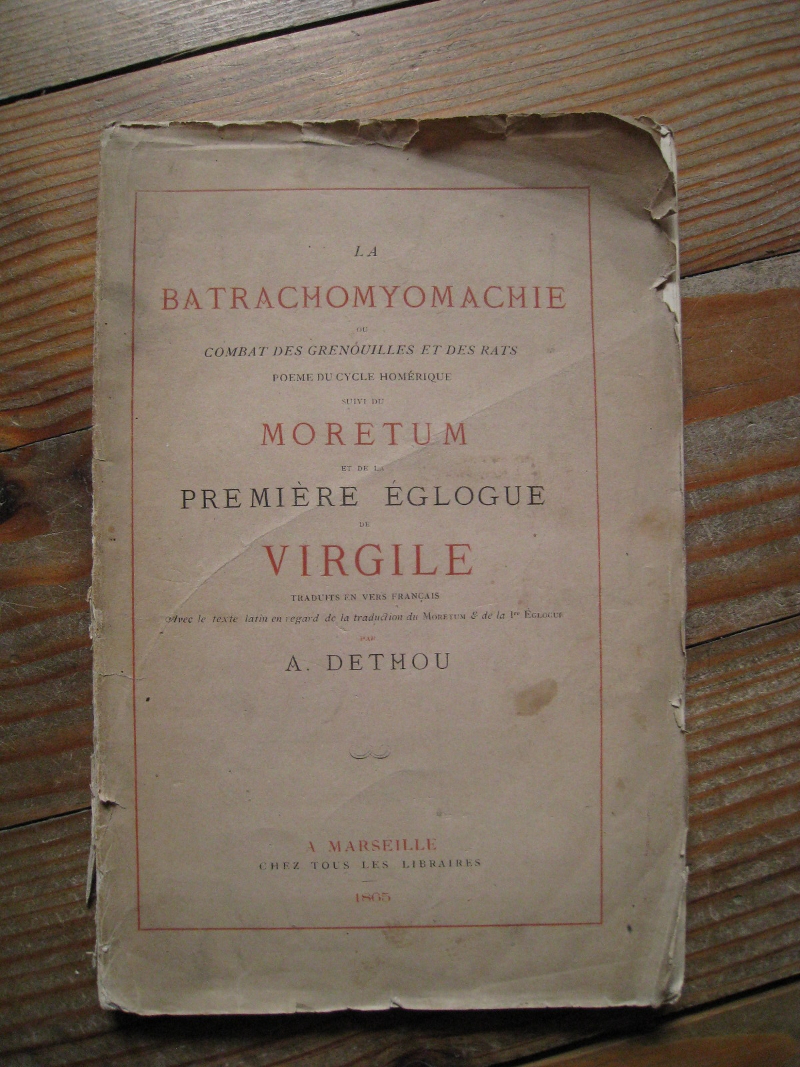 LA
BATRACHOMYOMACHIE
OU
COMBAT DES GRENOUILLES ET DES RATS
POEME DU CYCLE HOMÉRIQUE
SUIVI DU
MORETUM
ET DE LA
PREMIÈRE ÉGLOGUE
DE
VIRGILE
TRADUITS EN VERS FRANÇAIS
Avec le texte latin en regard de la traduction du MORETUM & de la Ire ÉGLOGUE
PAR
A. DETHOU
A MARSEILLE
CHEZ TOUS LES LIBRAIRES
1865